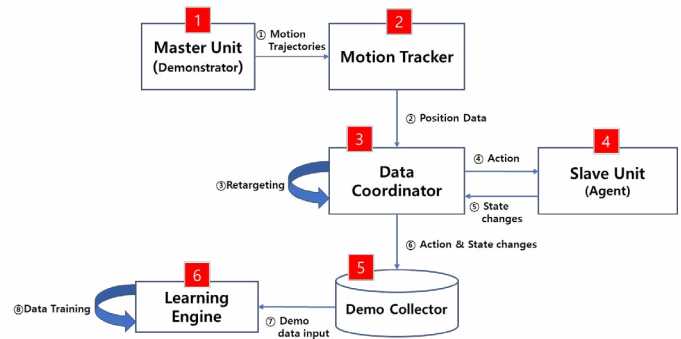 1
Master Unit
(Demonstrator)
① Motion
Trajectories
2
Motion Tracker
② Position Data
3
Data
Coordinator
③Retargeting
④ Action
4
Slave Unit
(Agent)
⑤ State
changes
⑥ Action & State changes
5
Demo Collector
⑦ Demo
data input
6
Learning
Engine
⑧Data Training